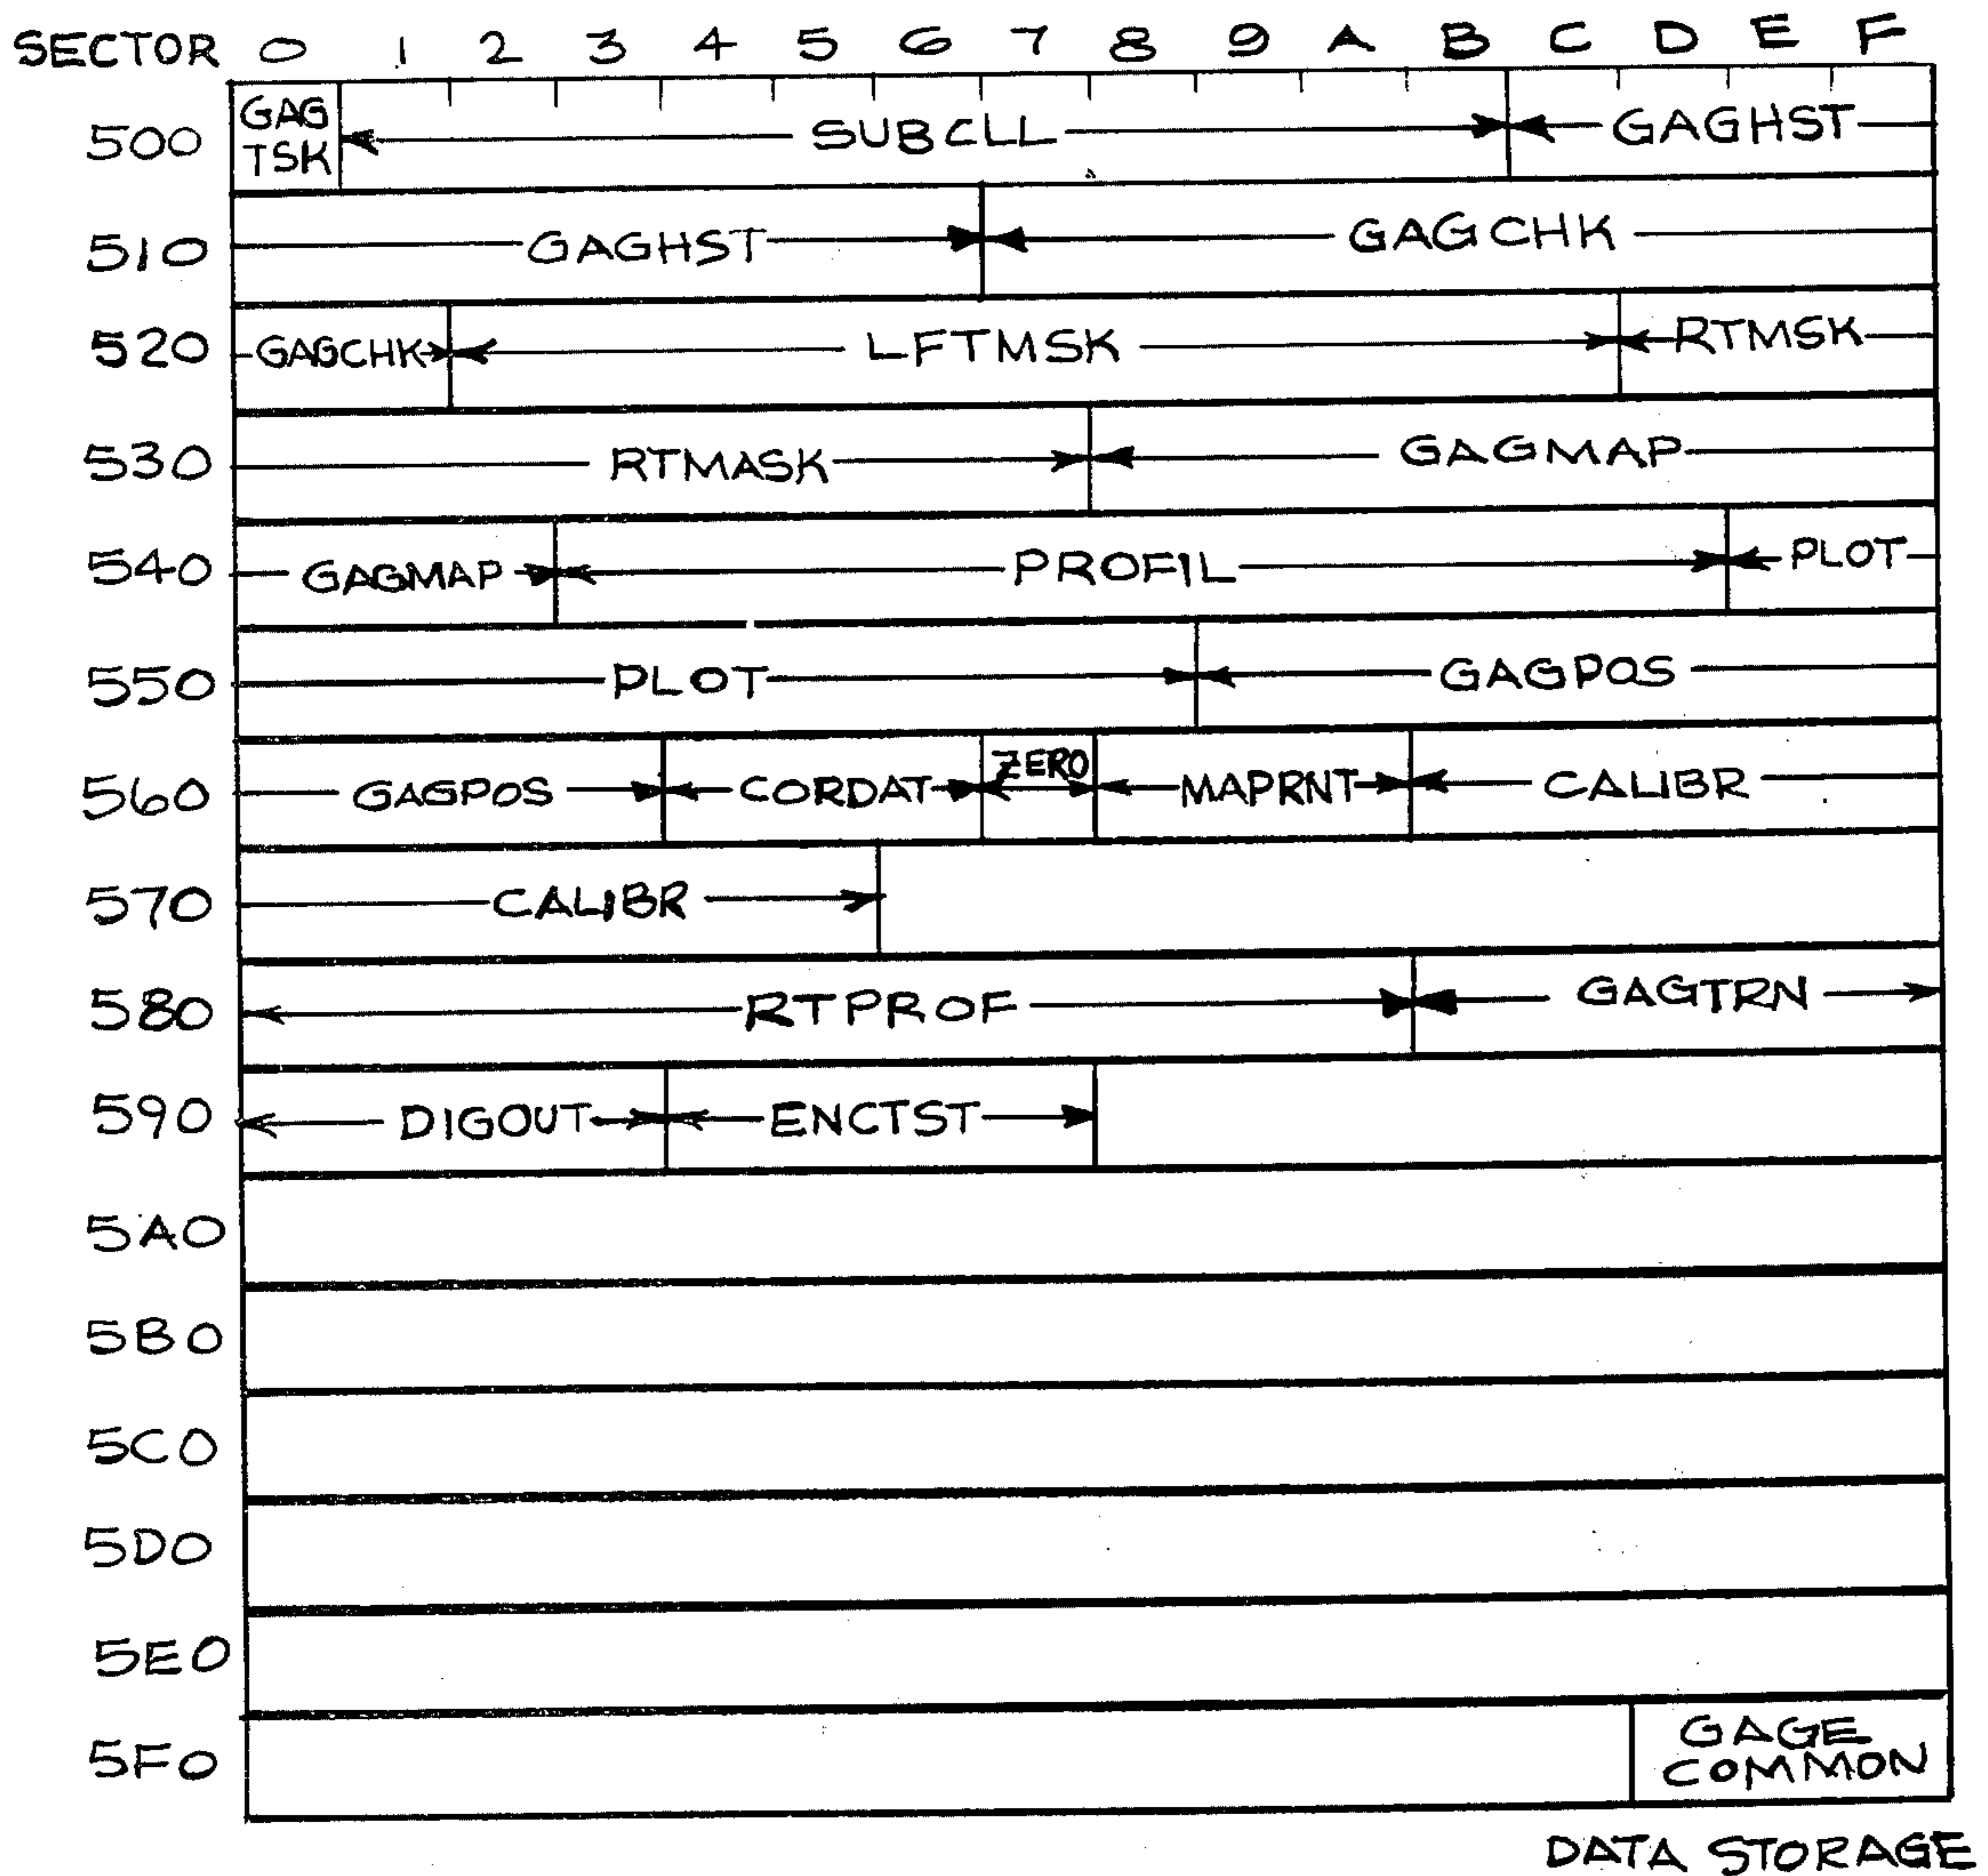 SECTOR 0 1 2 3 4 5 6 7 8 9 A B C D E F
500 GAG TSK SUBCLL GAGHST
510 GAGHST GAGCHK
520 GAGCHK LFTMSK RTMSK
530 RTMASK GAGMAP
540 GAGMAP PROFIL PLOT
550 PLOT GAGPOS
560 GAGPOS CORDAT ZERO MAPRNT CALIBR
570 CALIBR
580 RTPROF GAGTRN
590 DIGOUT ENCTST
5A0
5B0
5C0
5D0
5E0
5F0 GAGE COMMON
DATA STORAGE